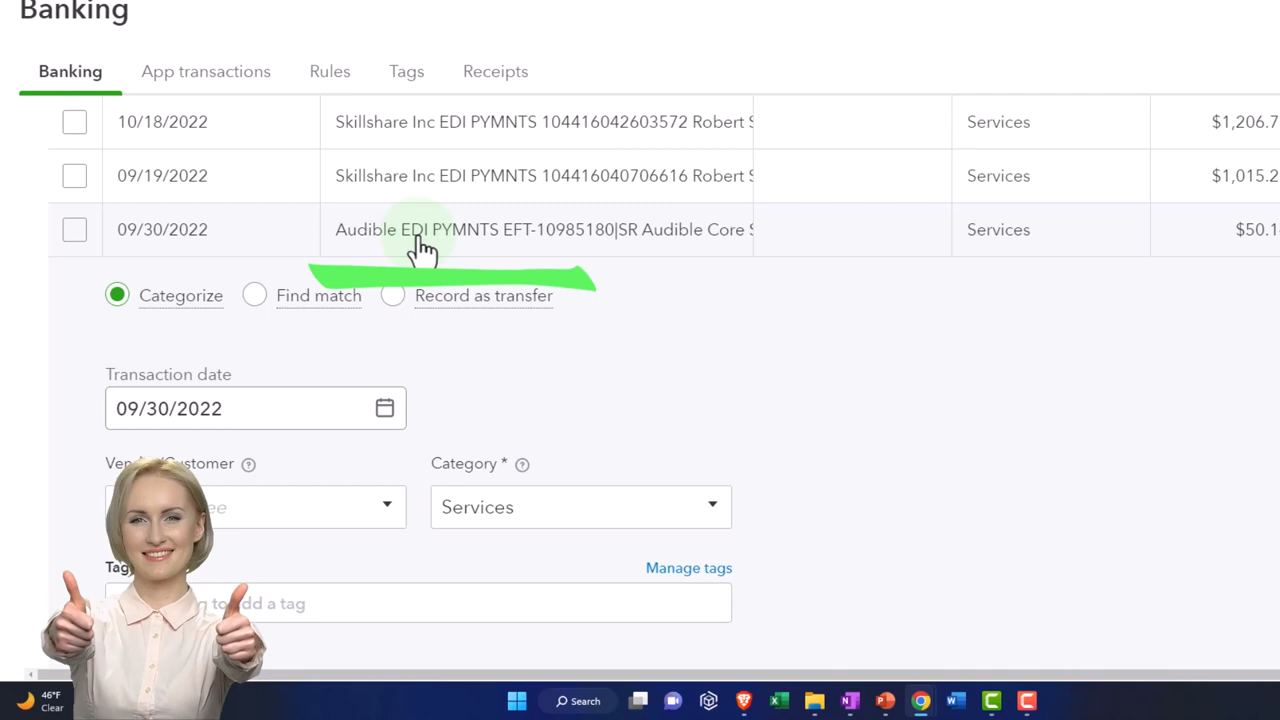 Banking
Banking App transactions Rules Tags Receipts
10/18/2022 Skillshare Inc EDI PYMNTS 104416042603572 Robert S Services $1,206.7
09/19/2022 Skillshare Inc EDI PYMNTS 104416040706616 Robert S Services $1,015.2
09/30/2022 Audible EDI PYMNTS EFT-10985180|SR Audible Core S Services $50.1
Categorize Find match Record as transfer
Transaction date
09/30/2022
Category * ?
Services
Manage tags
to add a tag
46°F
Clear
Search